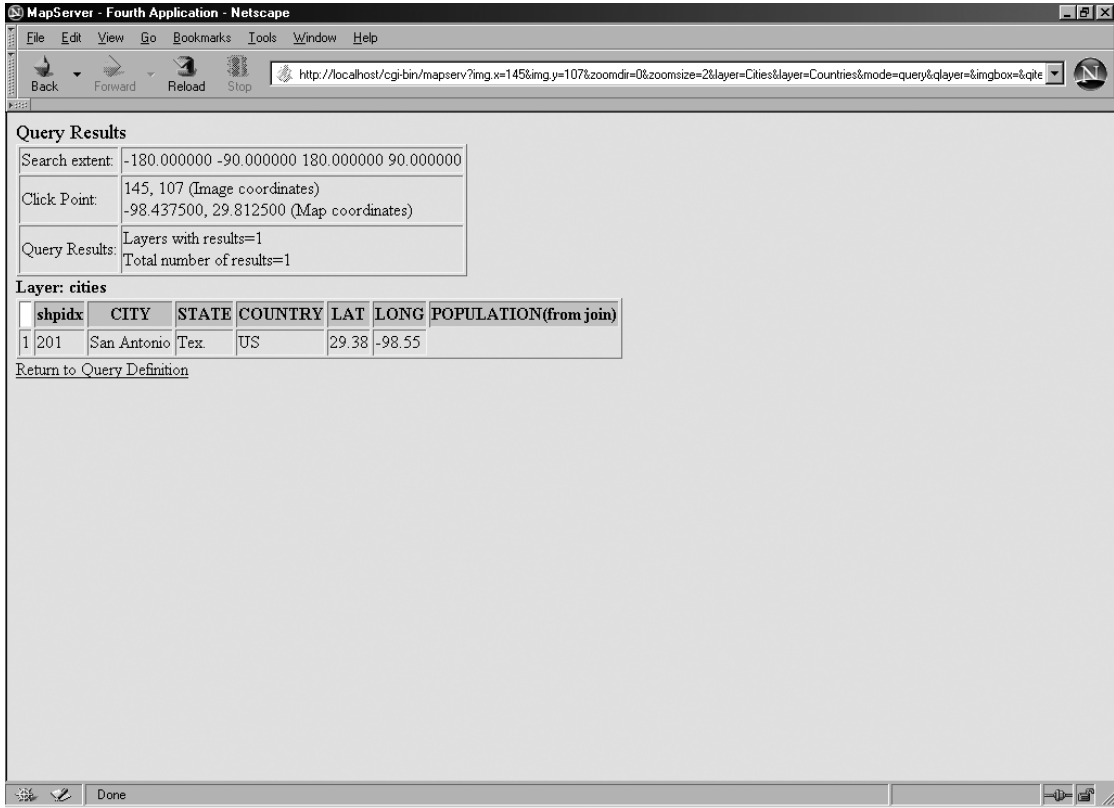 MapServer - Fourth Application - Netscape
File Edit View Go Bookmarks Tools Window Help
Back Forward Reload Stop http://localhost/cgi-bin/mapserv?img.x=145&img.y=107&zoomdir=0&zoomsize=2&layer=Cities&layer=Countries&mode=query&qlayer=&imgbox=&qite N
Query Results
Search extent: -180.000000 -90.000000 180.000000 90.000000
Click Point: 145, 107 (Image coordinates)
-98.437500, 29.812500 (Map coordinates)
Query Results: Layers with results=1
Total number of results=1
Layer: cities
shpidx CITY STATE COUNTRY LAT LONG POPULATION(from join)
1 201 San Antonio Tex. US 29.38 -98.55
Return to Query Definition
Done